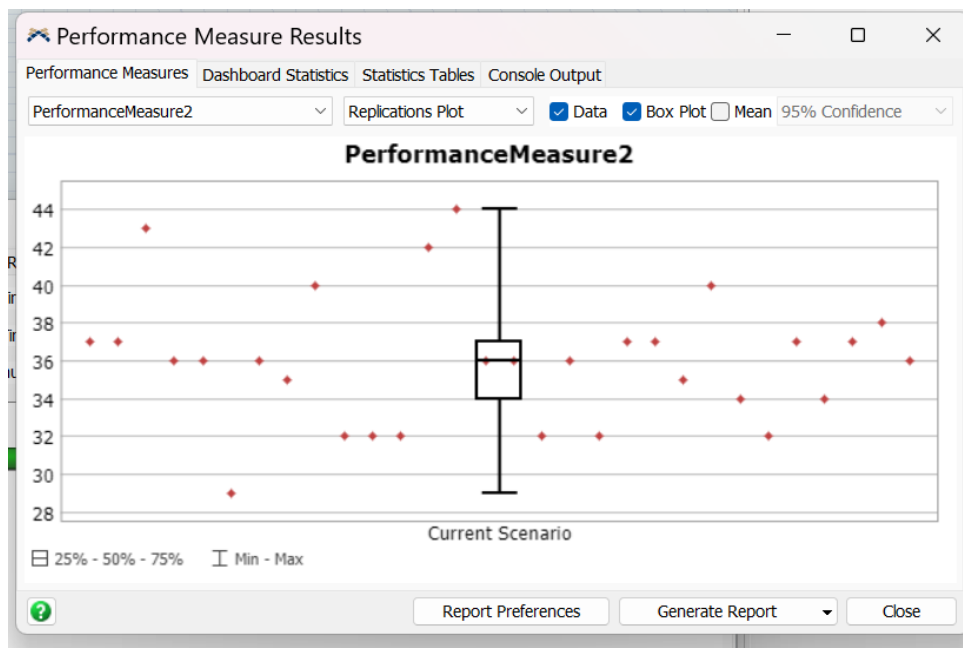 Performance Measure Results
Performance Measures Dashboard Statistics Statistics Tables Console Output
PerformanceMeasure2 Replications Plot Data Box Plot Mean 95% Confidence
PerformanceMeasure2
44
42
40
38
36
34
32
30
28
Current Scenario
25% - 50% - 75% Min - Max
? Report Preferences Generate Report Close